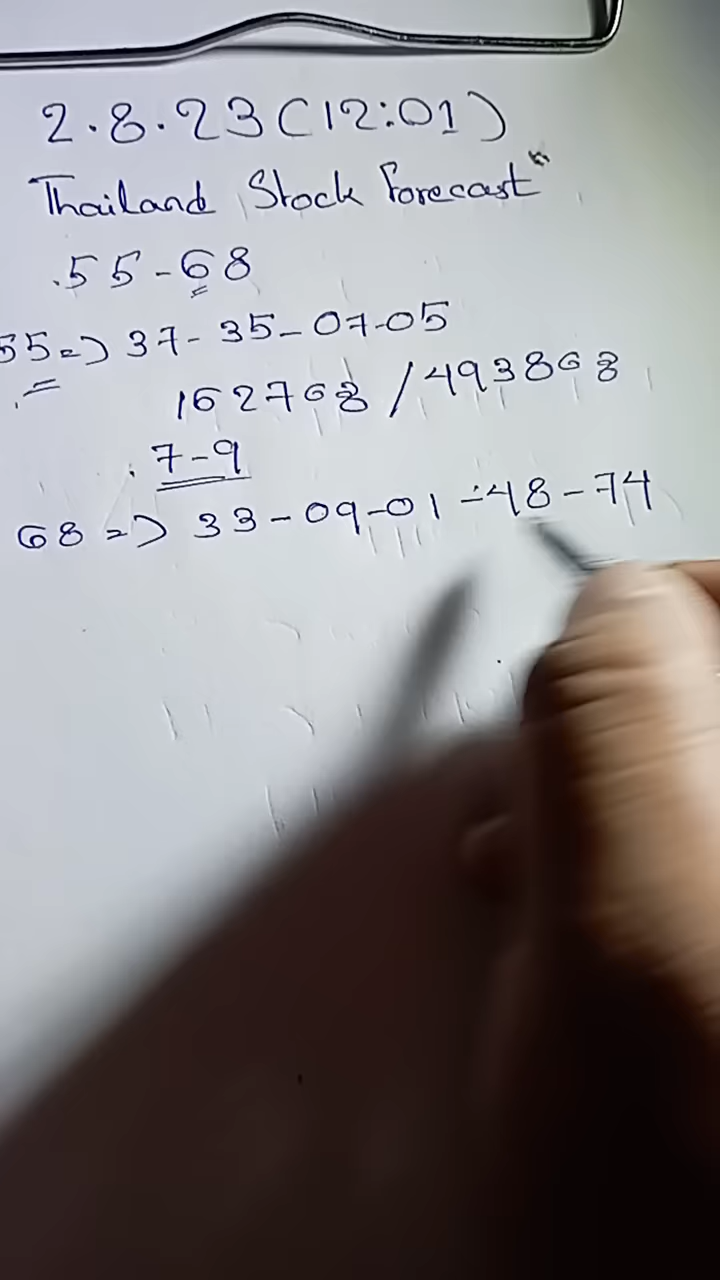 2.8.23 (12:01)
Thailand Stock Forecast"
.55-68
55=> 37-35-07-05
162768 / 493868
.7-9
68 => 33-09-01-48-74